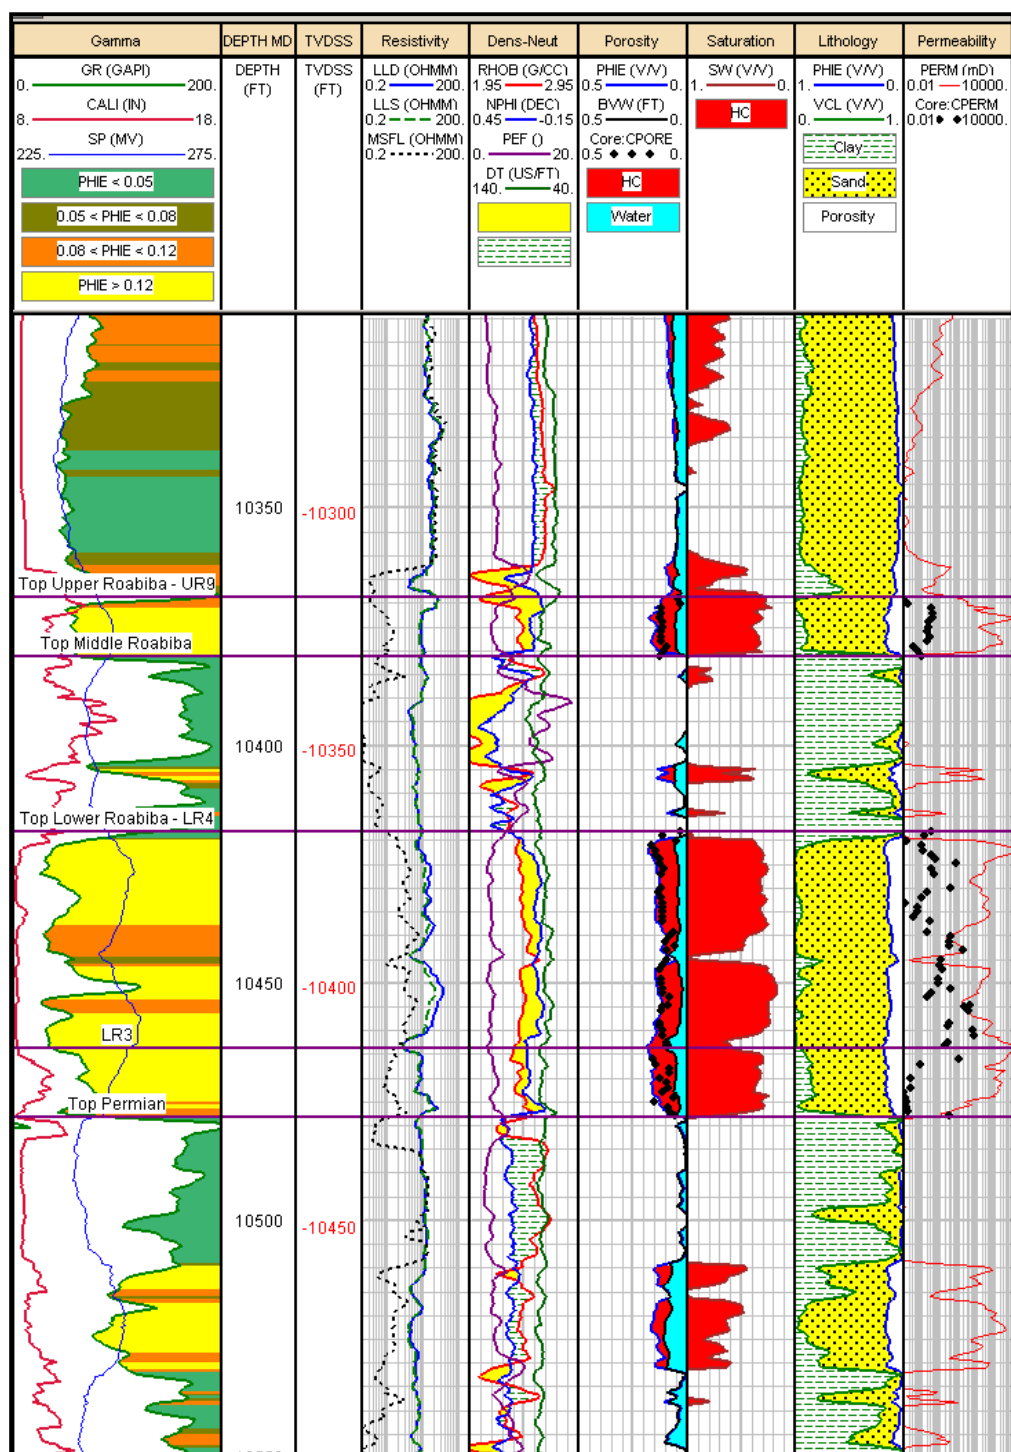 Gamma DEPTH MD TVDSS Resistivity Dens-Neut Porosity Saturation Lithology Permeability
GR (GAPI)
0. 200.
CALI (IN)
8. 18.
SP (MV)
225. 275.
PHIE < 0.05
0.05 < PHIE < 0.08
0.08 < PHIE < 0.12
PHIE > 0.12
DEPTH
(FT)
TVDSS
(FT)
LLD (OHMM)
0.2 200.
LLS (OHMM)
0.2 200.
MSFL (OHMM)
0.2 200.
RHOB (G/CC)
1.95 2.95
NPHI (DEC)
0.45 -0.15
PEF ()
0. 20.
DT (US/FT)
140. 40.
PHIE (V/V)
0.5 0.
BVW (FT)
0.5 0.
Core:CPORE
0.5 0.
HC
Water
SW (V/V)
1. 0.
HC
PHIE (V/V)
1. 0.
VCL (V/V)
0. 1.
Clay
Sand
Porosity
PERM (mD)
0.01 10000.
Core:CPERM
0.01 10000.
10350 -10300
Top Upper Roabiba - UR9
Top Middle Roabiba
10400 -10350
Top Lower Roabiba - LR4
10450 -10400
LR3
Top Permian
10500 -10450